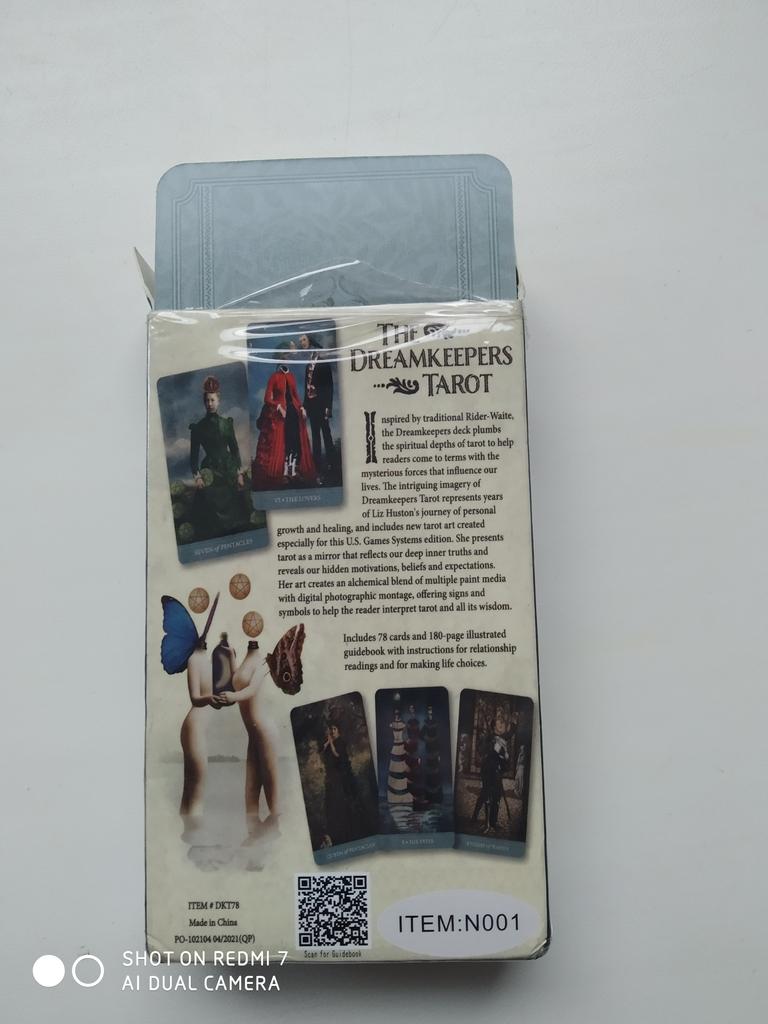 THE
DREAMKEEPERS
TAROT
Inspired by traditional Rider-Waite,
the Dreamkeepers deck plumbs
the spiritual depths of tarot to help
readers come to terms with the
mysterious forces that influence our
lives. The intriguing imagery of
Dreamkeepers Tarot represents years
of Liz Huston's journey of personal
growth and healing, and includes new tarot art created
especially for this U.S. Games Systems edition. She presents
tarot as a mirror that reflects our deep inner truths and
reveals our hidden motivations, beliefs and expectations.
Her art creates an alchemical blend of multiple paint media
with digital photographic montage, offering signs and
symbols to help the reader interpret tarot and all its wisdom.
VI • THE LOVERS
SEVEN of PENTACLES
Includes 78 cards and 180-page illustrated
guidebook with instructions for relationship
readings and for making life choices.
QUEEN of PENTACLES
ITEM # DKT78
Made in China
PO-102104 04/2021(QP)
Scan for Guidebook
ITEM:N001
SHOT ON REDMI 7
AI DUAL CAMERA